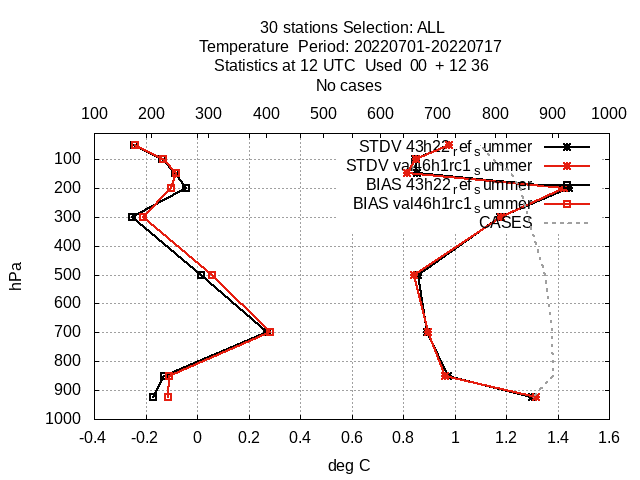 30 stations Selection: ALL
Temperature  Period: 20220701-20220717
Statistics at 12 UTC  Used  00  + 12 36
No cases
100 200 300 400 500 600 700 800 900 1000
STDV 43h22_ref_summer
STDV val46h1rc1_summer
BIAS 43h22_ref_summer
BIAS val46h1rc1_summer
CASES
100
200
300
400
500
600
700
800
900
1000
hPa
-0.4 -0.2 0 0.2 0.4 0.6 0.8 1 1.2 1.4 1.6
deg C